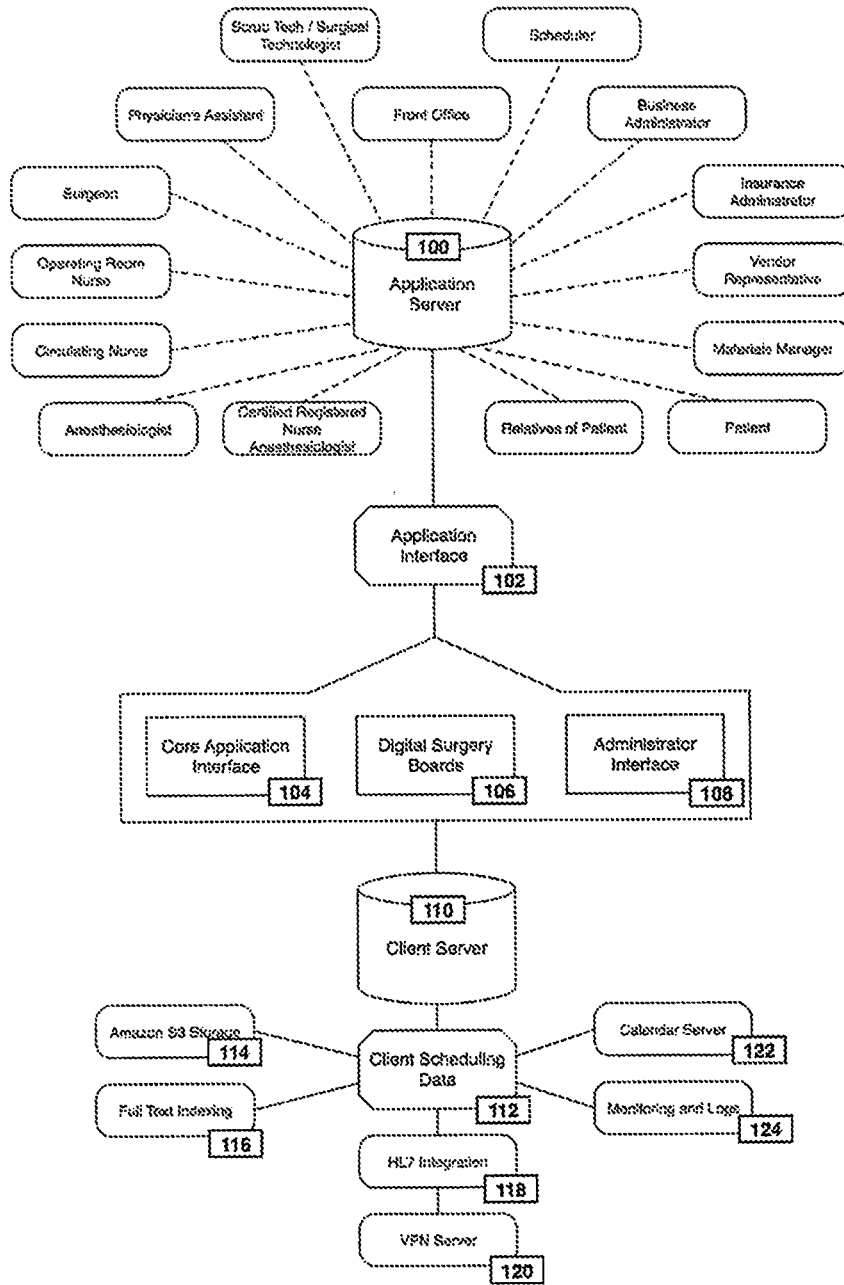 Scrub Tech / Surgical
Technologist
Scheduler
Physician's Assistant
Front Office
Business
Administrator
Surgeon
Insurance
Administrator
100
Application
Server
Operating Room
Nurse
Vendor
Representative
Circulating Nurse
Materials Manager
Anesthesiologist
Certified Registered
Nurse
Anesthesiologist
Relatives of Patient
Patient
Application
Interface
102
Core Application
Interface
104
Digital Surgery
Boards
106
Administrator
Interface
108
110
Client Server
Amazon S3 Storage
114
Client Scheduling
Data
112
Calendar Server
122
Full Text Indexing
116
Monitoring and Logs
124
HL7 Integration
118
VPN Server
120